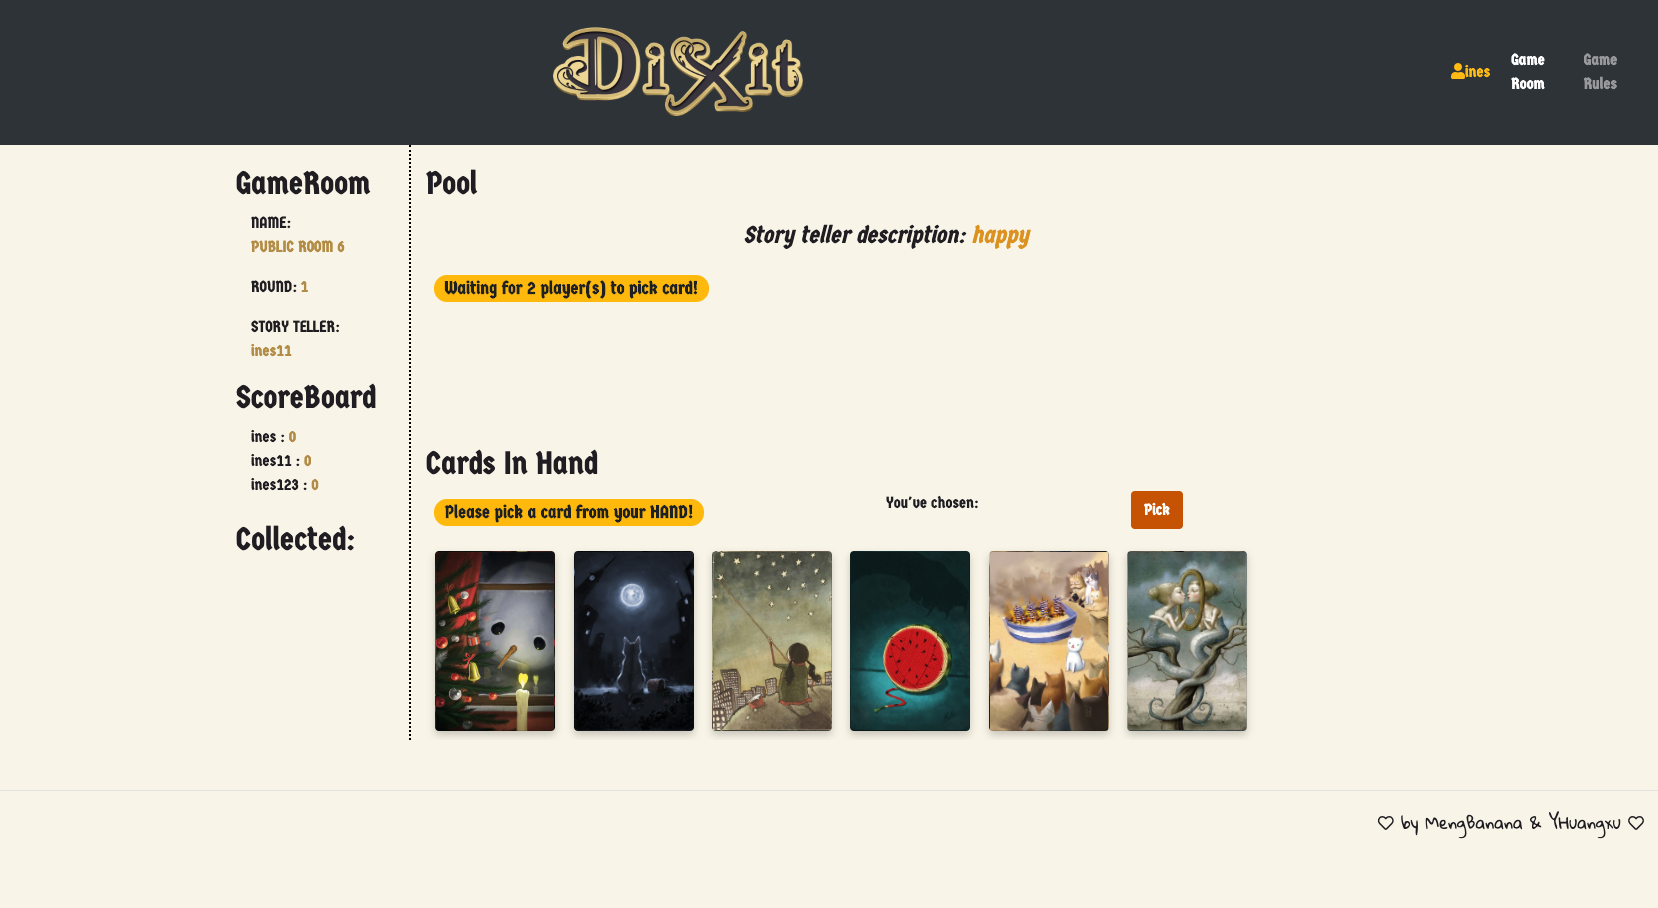 DiXit
ines
Game
Room
Game
Rules
GameRoom
NAME:
PUBLIC ROOM 6
ROUND: 1
STORY TELLER:
ines11
ScoreBoard
ines : 0
ines11 : 0
ines123 : 0
Collected:
Pool
Story teller description: happy
Waiting for 2 player(s) to pick card!
Cards In Hand
Please pick a card from your HAND!
You've chosen:
Pick
♡ by MengBanana & YHuangxu ♡